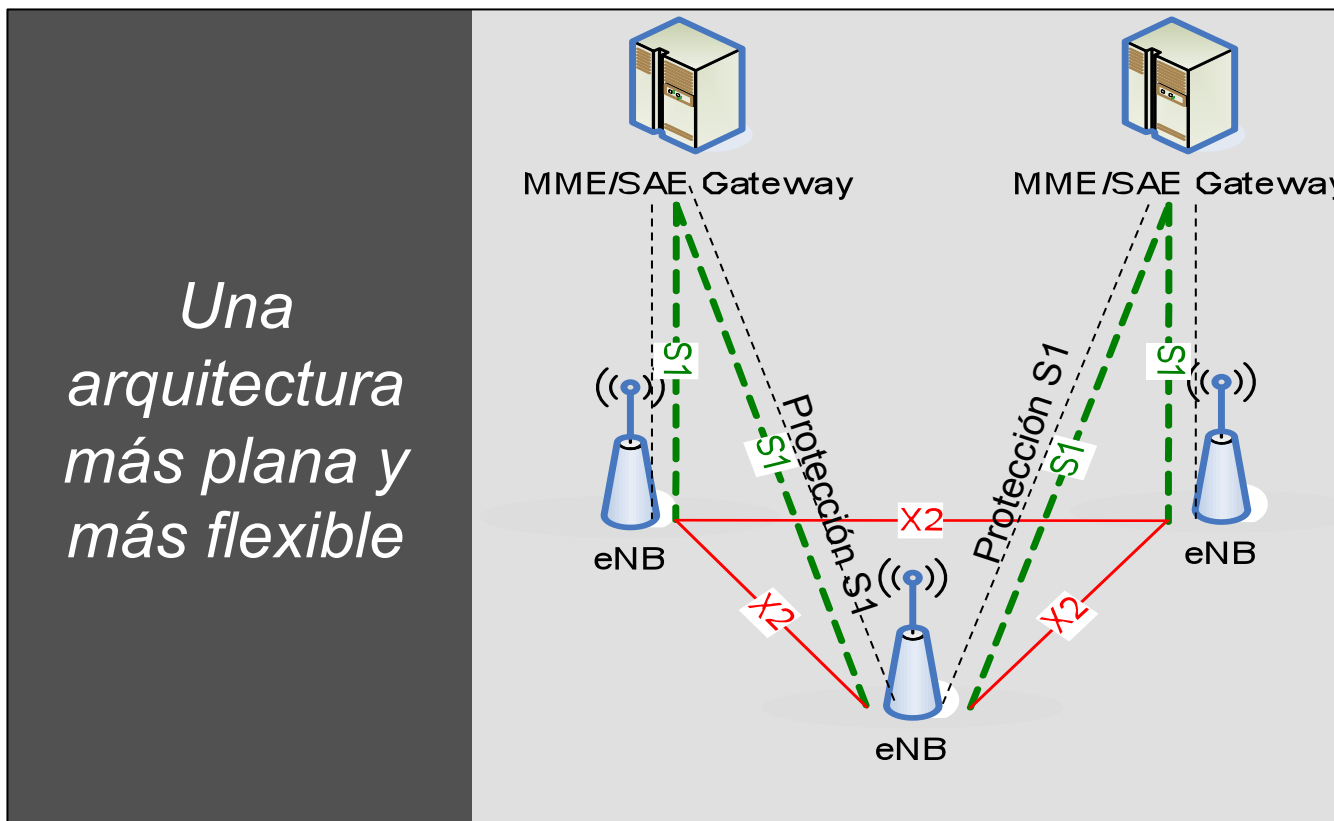 Una
arquitectura
más plana y
más flexible
MME/SAE Gateway
MME/SAE Gateway
S1
S1
S1
Protección S1
Protección S1
S1
X2
eNB
eNB
X2
X2
eNB